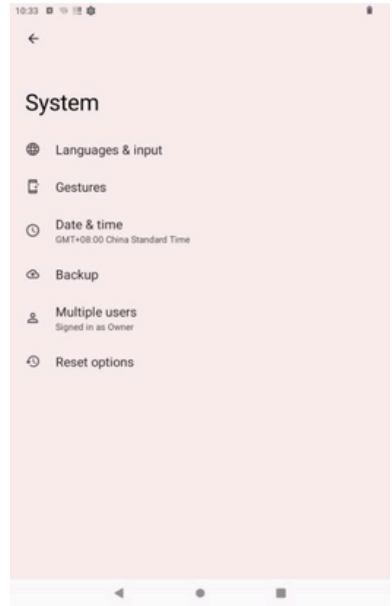 10:33
System
Languages & input
Gestures
Date & time
GMT+08:00 China Standard Time
Backup
Multiple users
Signed in as Owner
Reset options